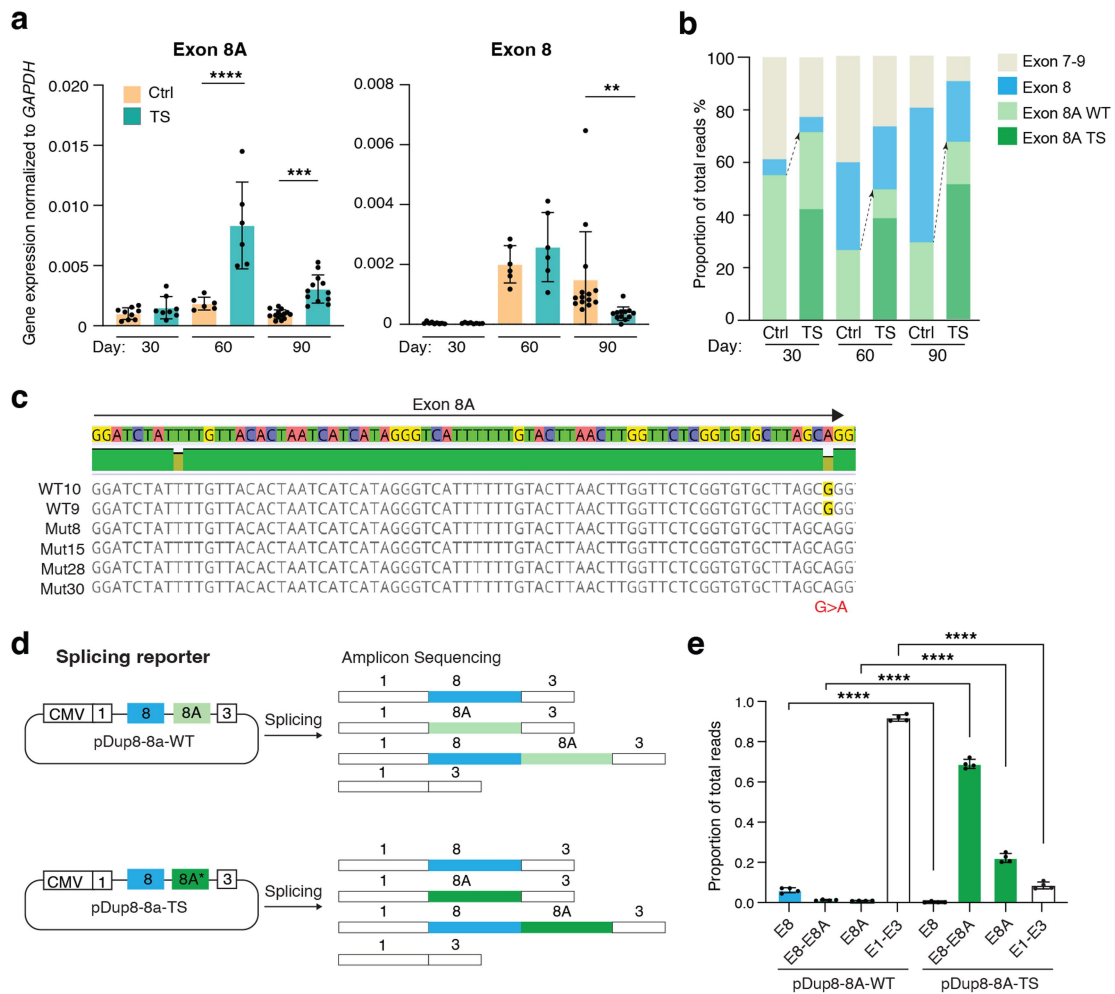 a
Exon 8A
Gene expression normalized to GAPDH
0.020
0.015
0.010
0.005
0
Ctrl
TS
****
***
Day: 30 60 90
Exon 8
0.008
0.006
0.004
0.002
0
**
Day: 30 60 90
b
Proportion of total reads %
100
80
60
40
20
0
Ctrl TS Ctrl TS Ctrl TS
Day: 30 60 90
Exon 7-9
Exon 8
Exon 8A WT
Exon 8A TS
c
Exon 8A
GGATCTATTTTGTTACACTAATCATCATAGGGTCATTTTTTGTACTTAACTTGGTTCTCGGTGTGCTTAGCAGG
WT10 GGATCTATTTTGTTACACTAATCATCATAGGGTCATTTTTTGTACTTAACTTGGTTCTCGGTGTGCTTAGCGGG
WT9 GGATCTATTTTGTTACACTAATCATCATAGGGTCATTTTTTGTACTTAACTTGGTTCTCGGTGTGCTTAGCGGG
Mut8 GGATCTATTTTGTTACACTAATCATCATAGGGTCATTTTTTGTACTTAACTTGGTTCTCGGTGTGCTTAGCAGG
Mut15 GGATCTATTTTGTTACACTAATCATCATAGGGTCATTTTTTGTACTTAACTTGGTTCTCGGTGTGCTTAGCAGG
Mut28 GGATCTATTTTGTTACACTAATCATCATAGGGTCATTTTTTGTACTTAACTTGGTTCTCGGTGTGCTTAGCAGG
Mut30 GGATCTATTTTGTTACACTAATCATCATAGGGTCATTTTTTGTACTTAACTTGGTTCTCGGTGTGCTTAGCAGG
G>A
d
Splicing reporter
Amplicon Sequencing
CMV 1 8 8A 3
pDup8-8a-WT
Splicing
1 8 3
1 8A 3
1 8 8A 3
1 3
CMV 1 8 8A* 3
pDup8-8a-TS
Splicing
1 8 3
1 8A 3
1 8 8A 3
1 3
e
****
****
****
****
Proportion of total reads
1.0
0.8
0.6
0.4
0.2
0.0
E8 E8-E8A E8A E1-E3 E8 E8-E8A E8A E1-E3
pDup8-8A-WT pDup8-8A-TS